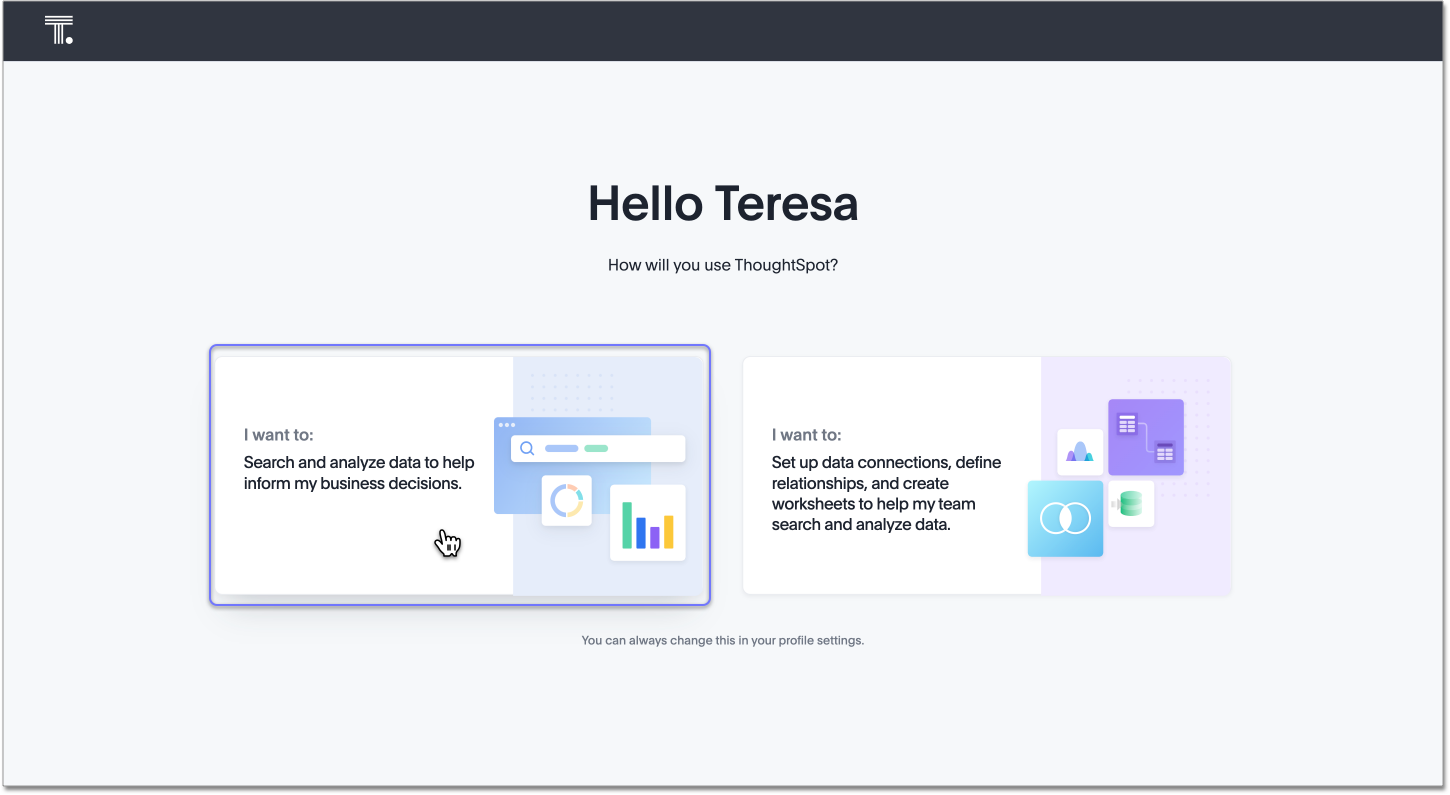 T.
Hello Teresa
How will you use ThoughtSpot?
I want to:
Search and analyze data to help
inform my business decisions.
I want to:
Set up data connections, define
relationships, and create
worksheets to help my team
search and analyze data.
You can always change this in your profile settings.